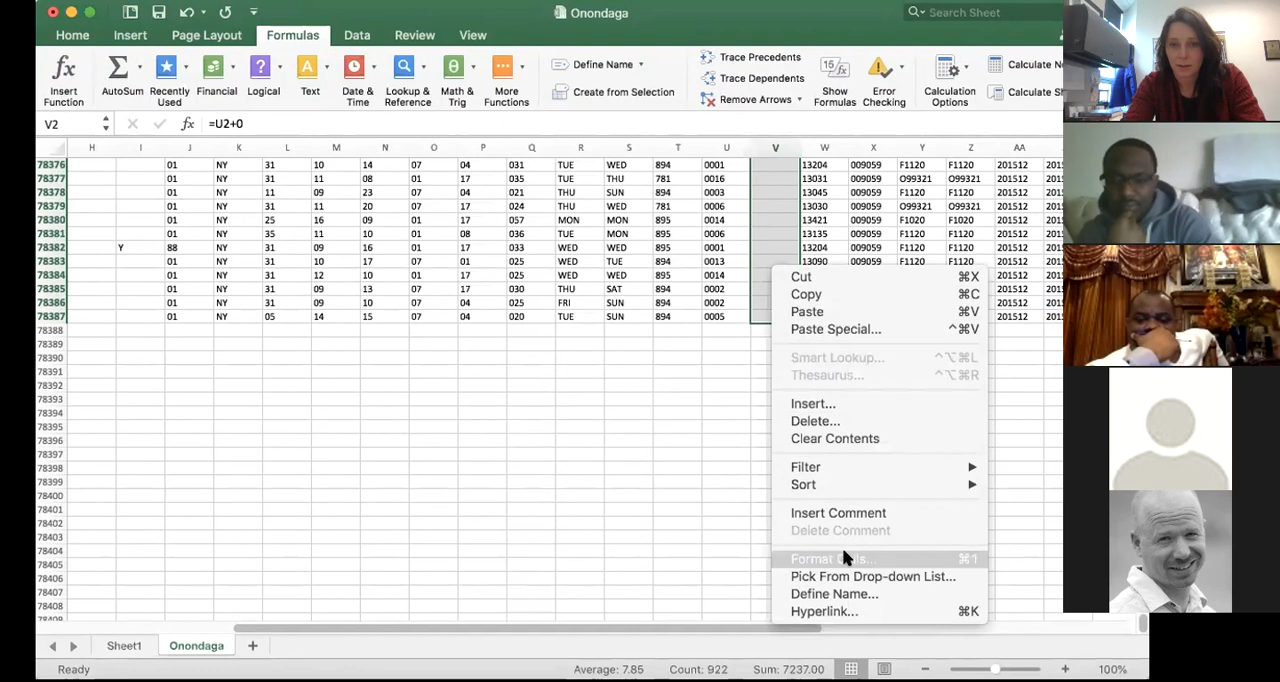 Onondaga
Search Sheet
Home Insert Page Layout Formulas Data Review View
Insert Function
AutoSum
Recently Used
Financial
Logical
Text
Date & Time
Lookup & Reference
Math & Trig
More Functions
Define Name
Create from Selection
Trace Precedents
Trace Dependents
Remove Arrows
Show Formulas
Error Checking
Calculation Options
V2 fx =U2+0
H I J K L M N O P Q R S T U V W X Y Z AA
78376 01 NY 31 10 14 07 04 031 TUE WED 894 0001 13204 009059 F1120 F1120 201512
78377 01 NY 31 11 08 01 17 035 TUE THU 781 0016 13031 009059 O99321 O99321 201512
78378 01 NY 11 09 23 07 04 021 THU SUN 894 0003 13045 009059 F1120 F1120 201512
78379 01 NY 31 11 20 07 17 024 THU WED 781 0006 13030 009059 O99321 O99321 201512
78380 01 NY 25 16 09 01 17 057 MON MON 895 0014 13421 009059 F1020 F1020 201512
78381 01 NY 35 11 10 01 08 036 TUE MON 895 0006 13135 009059 F1120 F1120 201512
78382 Y 88 NY 31 09 16 01 17 033 WED WED 895 0001 13204 009059 F1120 F1120 201512
78383 01 NY 31 10 17 07 01 025 WED TUE 895 0013 13090 009059 F1120 F1120 201512
78384 01 NY 31 12 10 01 17 025 WED WED 895 0014 201512
78385 01 NY 31 09 13 07 17 030 THU SAT 894 0002 201512
78386 01 NY 31 09 10 07 04 025 FRI SUN 894 0002 201512
78387 01 NY 05 14 15 07 04 020 TUE SUN 894 0005 201512
78388
78389
78390
78391
78392
78393
78394
78395
78396
78397
78398
78399
78400
78401
78402
78403
78404
78405
78406
78407
78408
Cut ⌘X
Copy ⌘C
Paste ⌘V
Paste Special... ^⌘V
Smart Lookup... ^⌥⌘L
Thesaurus... ^⌥⌘R
Insert...
Delete...
Clear Contents
Filter
Sort
Insert Comment
Delete Comment
Format ⌘1
Pick From Drop-down List...
Define Name...
Hyperlink... ⌘K
Sheet1 Onondaga
Ready Average: 7.85 Count: 922 Sum: 7237.00 100%